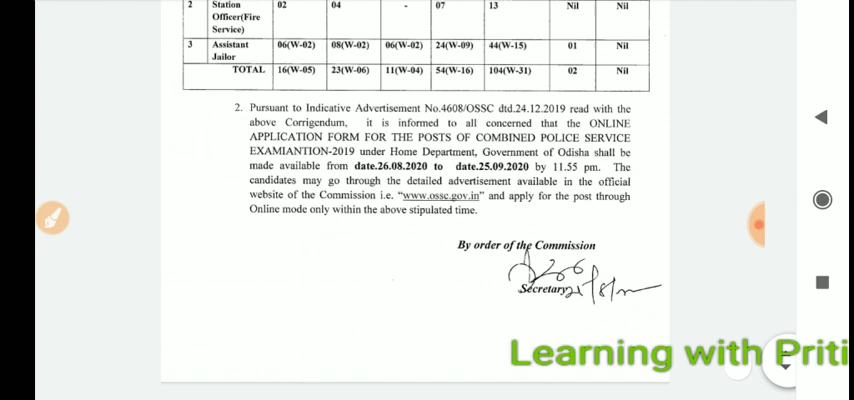 2 Station Officer(Fire Service) 02 04 - 07 13 Nil Nil
3 Assistant Jailor 06(W-02) 08(W-02) 06(W-02) 24(W-09) 44(W-15) 01 Nil
TOTAL 16(W-05) 23(W-06) 11(W-04) 54(W-16) 104(W-31) 02 Nil
2. Pursuant to Indicative Advertisement No.4608/OSSC dtd.24.12.2019 read with the
above Corrigendum, it is informed to all concerned that the ONLINE
APPLICATION FORM FOR THE POSTS OF COMBINED POLICE SERVICE
EXAMIANTION-2019 under Home Department, Government of Odisha shall be
made available from date.26.08.2020 to date.25.09.2020 by 11.55 pm. The
candidates may go through the detailed advertisement available in the official
website of the Commission i.e. “www.ossc.gov.in” and apply for the post through
Online mode only within the above stipulated time.
By order of the Commission
Secretary
Learning with Priti